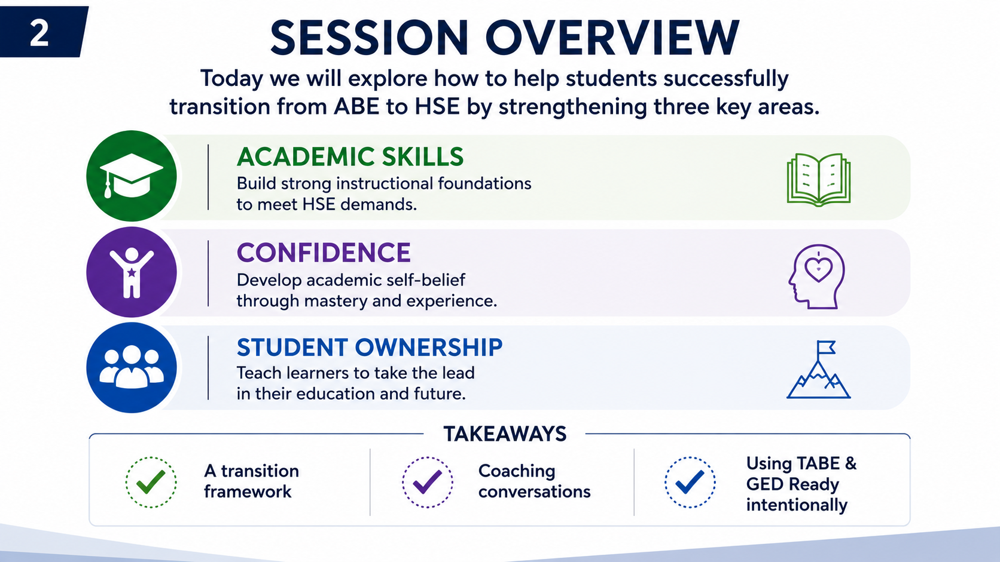 2
SESSION OVERVIEW
Today we will explore how to help students successfully
transition from ABE to HSE by strengthening three key areas.
ACADEMIC SKILLS
Build strong instructional foundations
to meet HSE demands.
CONFIDENCE
Develop academic self-belief
through mastery and experience.
STUDENT OWNERSHIP
Teach learners to take the lead
in their education and future.
TAKEAWAYS
A transition
framework
Coaching
conversations
Using TABE &
GED Ready
intentionally